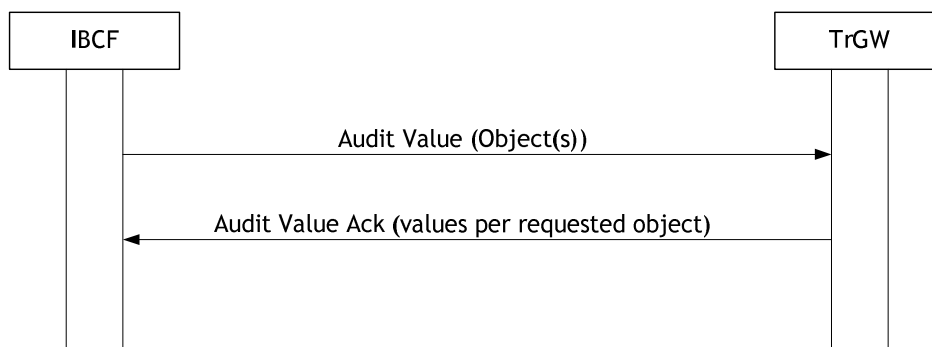 IBCF
TrGW
Audit Value (Object(s))
Audit Value Ack (values per requested object)